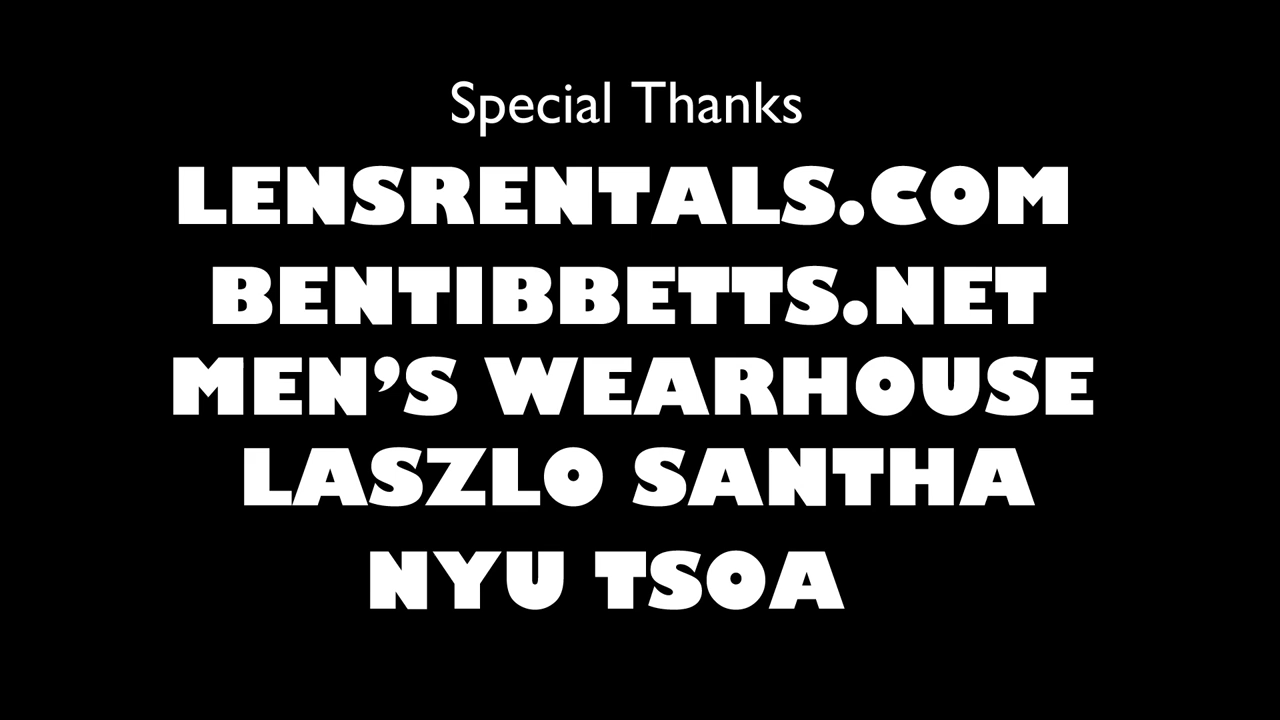 Special Thanks
LENSRENTALS.COM
BENTIBBETTS.NET
MEN’S WEARHOUSE
LASZLO SANTHA
NYU TSOA